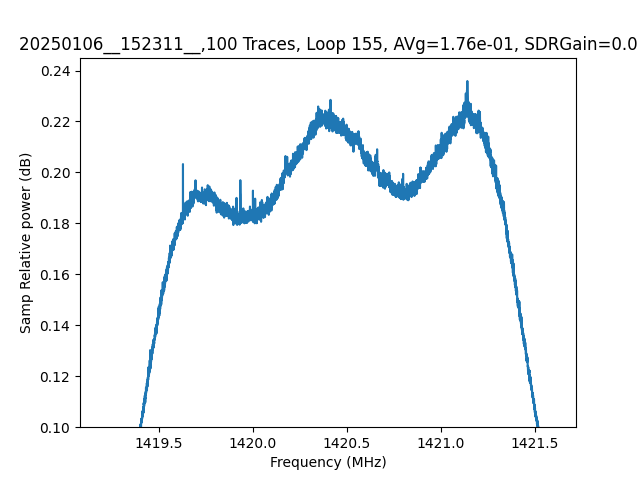 20250106__152311__,100 Traces, Loop 155, AVg=1.76e-01, SDRGain=0.0
0.24
0.22
0.20
0.18
0.16
0.14
0.12
0.10
Samp Relative power (dB)
1419.5 1420.0 1420.5 1421.0 1421.5
Frequency (MHz)